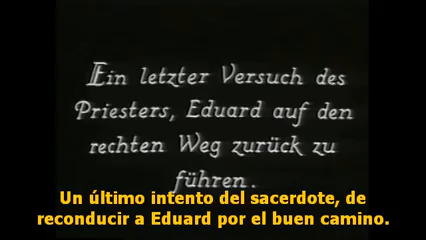 Ein letzter Versuch des
Priesters, Eduard auf den
rechten Weg zurück zu
führen.
Un último intento del sacerdote, de
reconducir a Eduard por el buen camino.